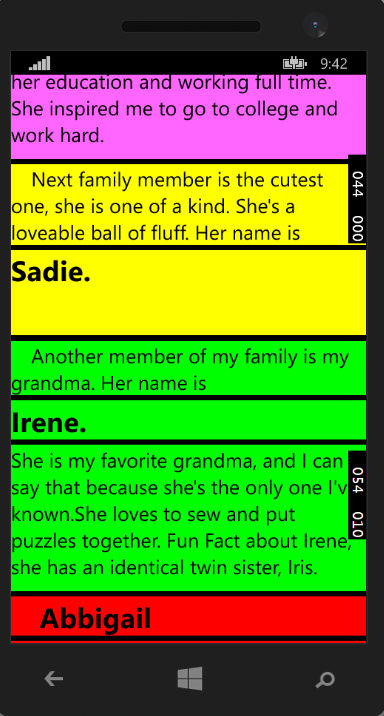 9:42
her education and working full time.
She inspired me to go to college and
work hard.
Next family member is the cutest
one, she is one of a kind. She's a
loveable ball of fluff. Her name is
044 000
Sadie.
Another member of my family is my
grandma. Her name is
Irene.
She is my favorite grandma, and I can
say that because she's the only one I'v
known.She loves to sew and put
puzzles together. Fun Fact about Irene,
she has an identical twin sister, Iris.
054 010
Abbigail